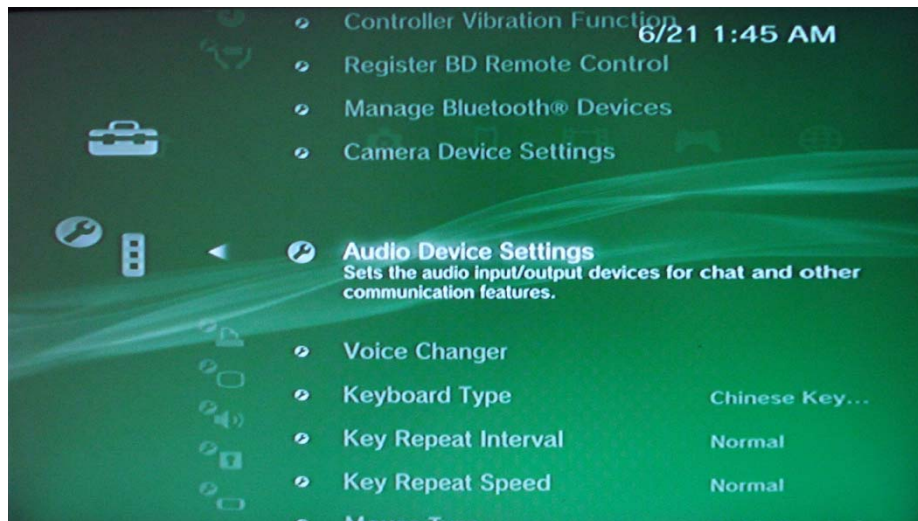 Controller Vibration Function
6/21 1:45 AM
Register BD Remote Control
Manage Bluetooth® Devices
Camera Device Settings
Audio Device Settings
Sets the audio input/output devices for chat and other
communication features.
Voice Changer
Keyboard Type Chinese Key...
Key Repeat Interval Normal
Key Repeat Speed Normal